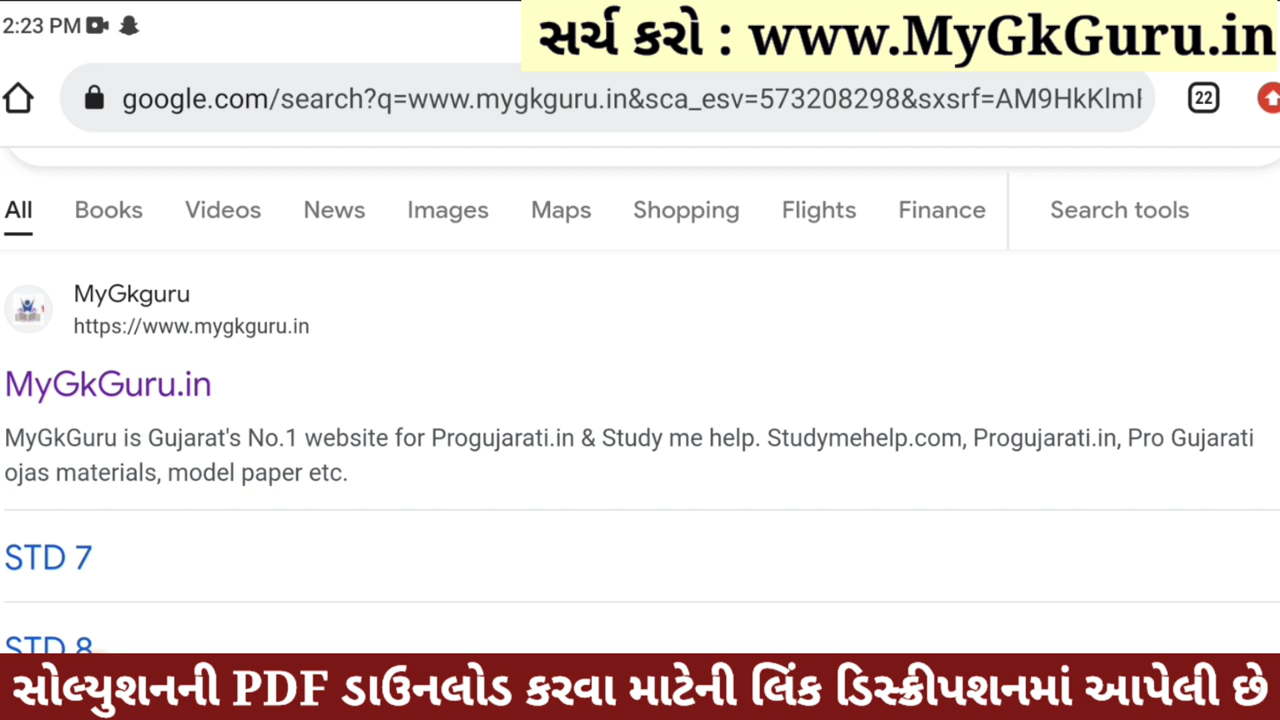 2:23 PM
સર્ચ કરો : www.MyGkGuru.in
google.com/search?q=www.mygkguru.in&sca_esv=573208298&sxsrf=AM9HkKlmF
22
All Books Videos News Images Maps Shopping Flights Finance Search tools
MyGkguru
https://www.mygkguru.in
MyGkGuru.in
MyGkGuru is Gujarat's No.1 website for Progujarati.in & Study me help. Studymehelp.com, Progujarati.in, Pro Gujarati
ojas materials, model paper etc.
STD 7
STD 8
સોલ્યુશનની PDF ડાઉનલોડ કરવા માટેની લિંક ડિસ્ક્રીપશનમાં આપેલી છે